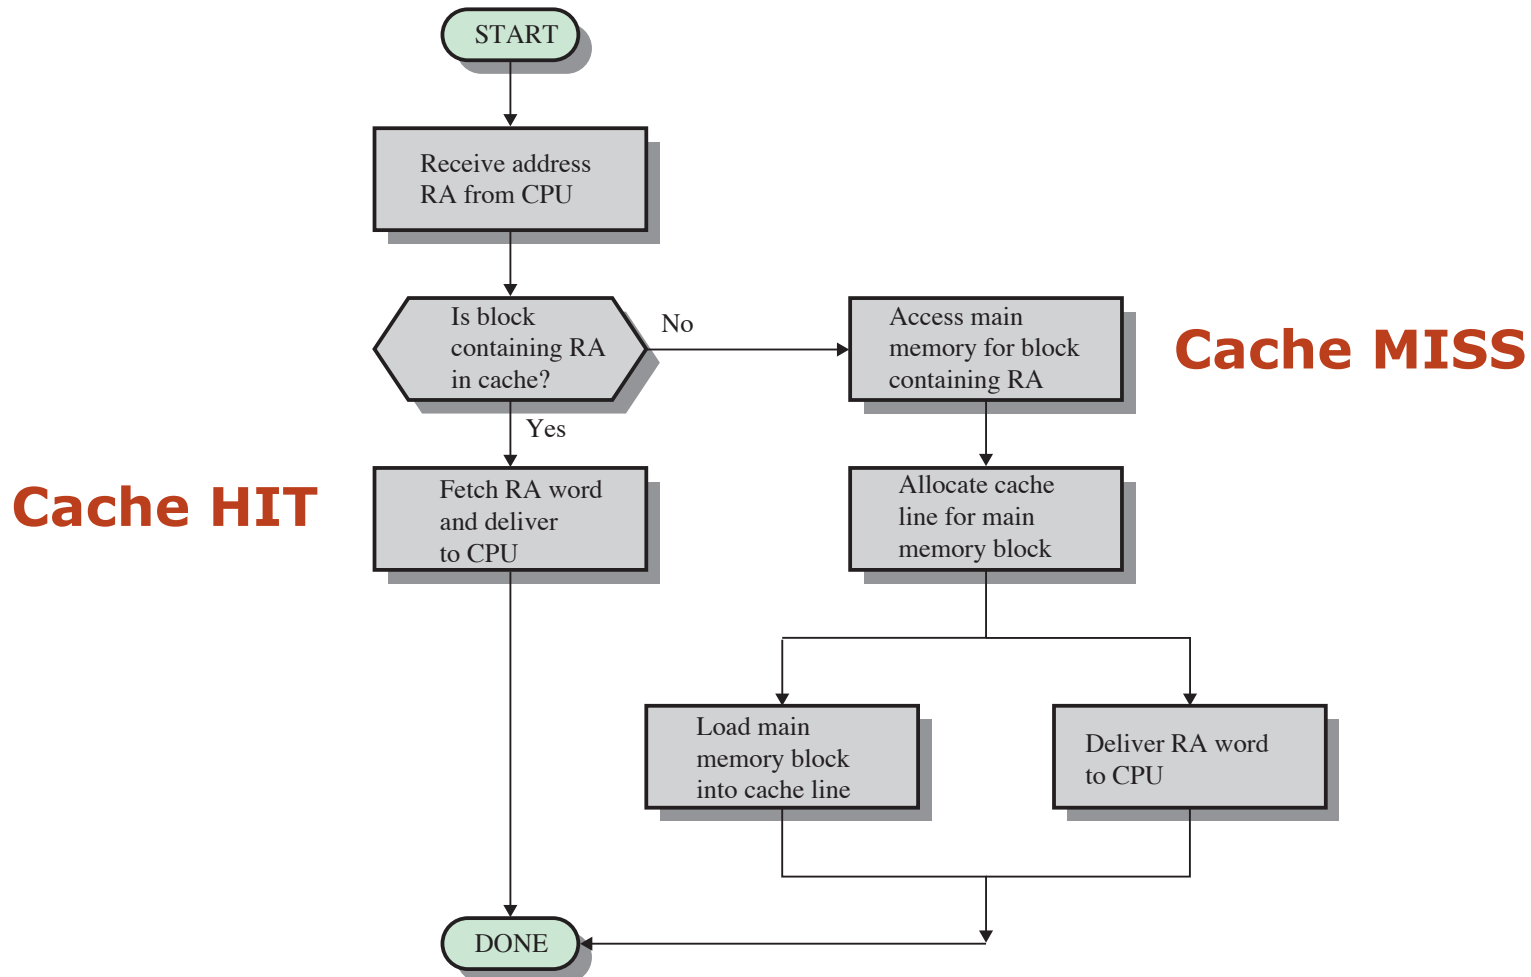 START
Receive address
RA from CPU
Is block
containing RA
in cache?
No
Access main
memory for block
containing RA
Cache MISS
Yes
Cache HIT
Fetch RA word
and deliver
to CPU
Allocate cache
line for main
memory block
Load main
memory block
into cache line
Deliver RA word
to CPU
DONE